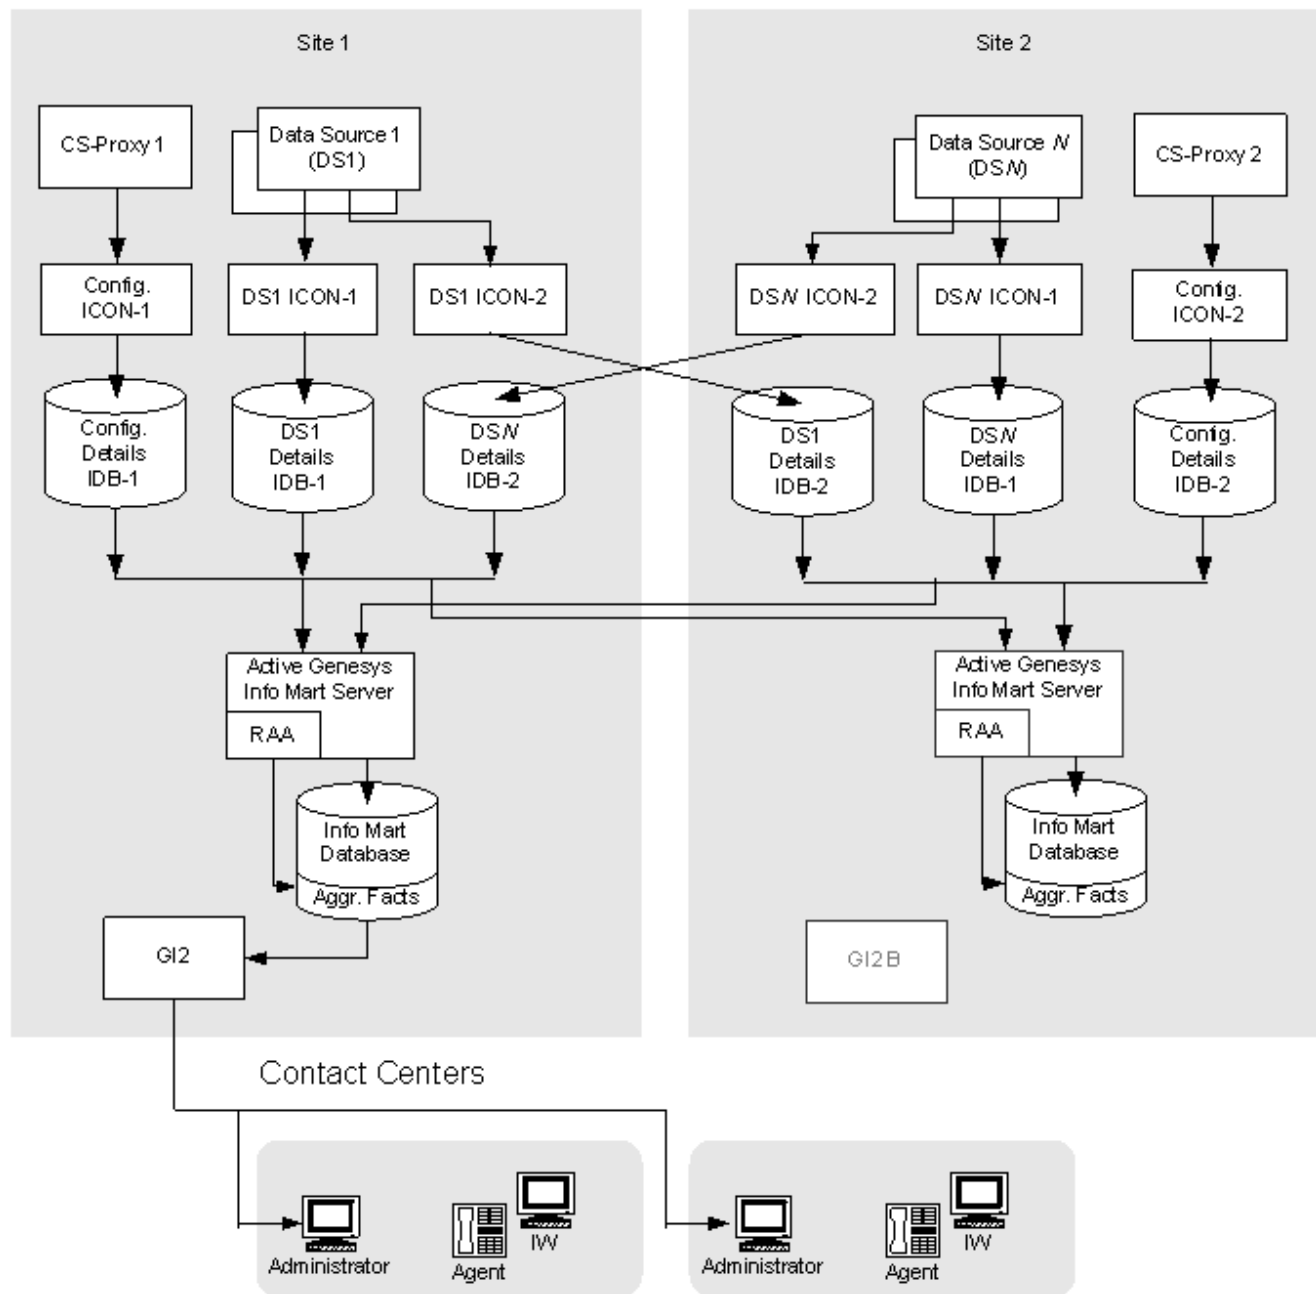 Site 1
Site 2
CS-Proxy 1
Data Source 1
(DS1)
Data Source N
(DSN)
CS-Proxy 2
Config.
ICON-1
DS1 ICON-1
DS1 ICON-2
DSN ICON-2
DSN ICON-1
Config.
ICON-2
Config.
Details
IDB-1
DS1
Details
IDB-1
DSN
Details
IDB-2
DS1
Details
IDB-2
DSN
Details
IDB-1
Config.
Details
IDB-2
Active Genesys
Info Mart Server
RAA
Active Genesys
Info Mart Server
RAA
Info Mart
Database
Aggr. Facts
Info Mart
Database
Aggr. Facts
GI2
GI2B
Contact Centers
Administrator
Agent
IW
Administrator
Agent
IW